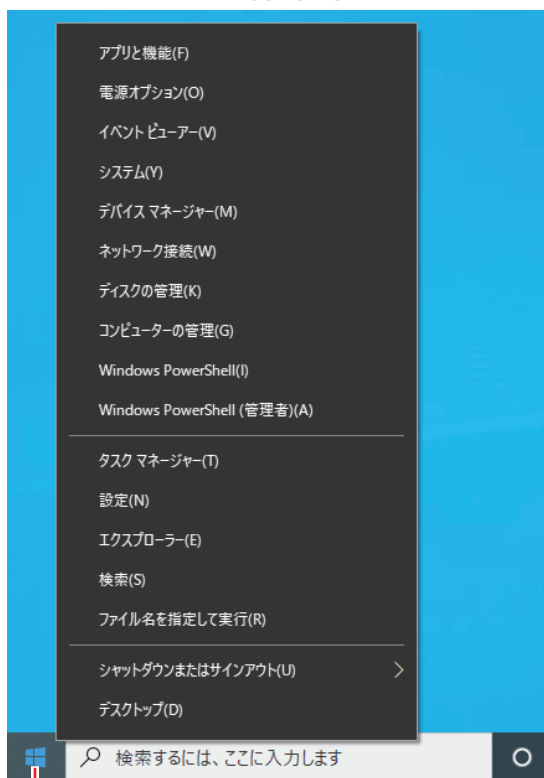 アプリと機能(F)
電源オプション(O)
イベント ビューアー(V)
システム(Y)
デバイス マネージャー(M)
ネットワーク接続(W)
ディスクの管理(K)
コンピューターの管理(G)
Windows PowerShell(I)
Windows PowerShell (管理者)(A)
タスク マネージャー(T)
設定(N)
エクスプローラー(E)
検索(S)
ファイル名を指定して実行(R)
シャットダウンまたはサインアウト(U)
デスクトップ(D)
検索するには、ここに入力します